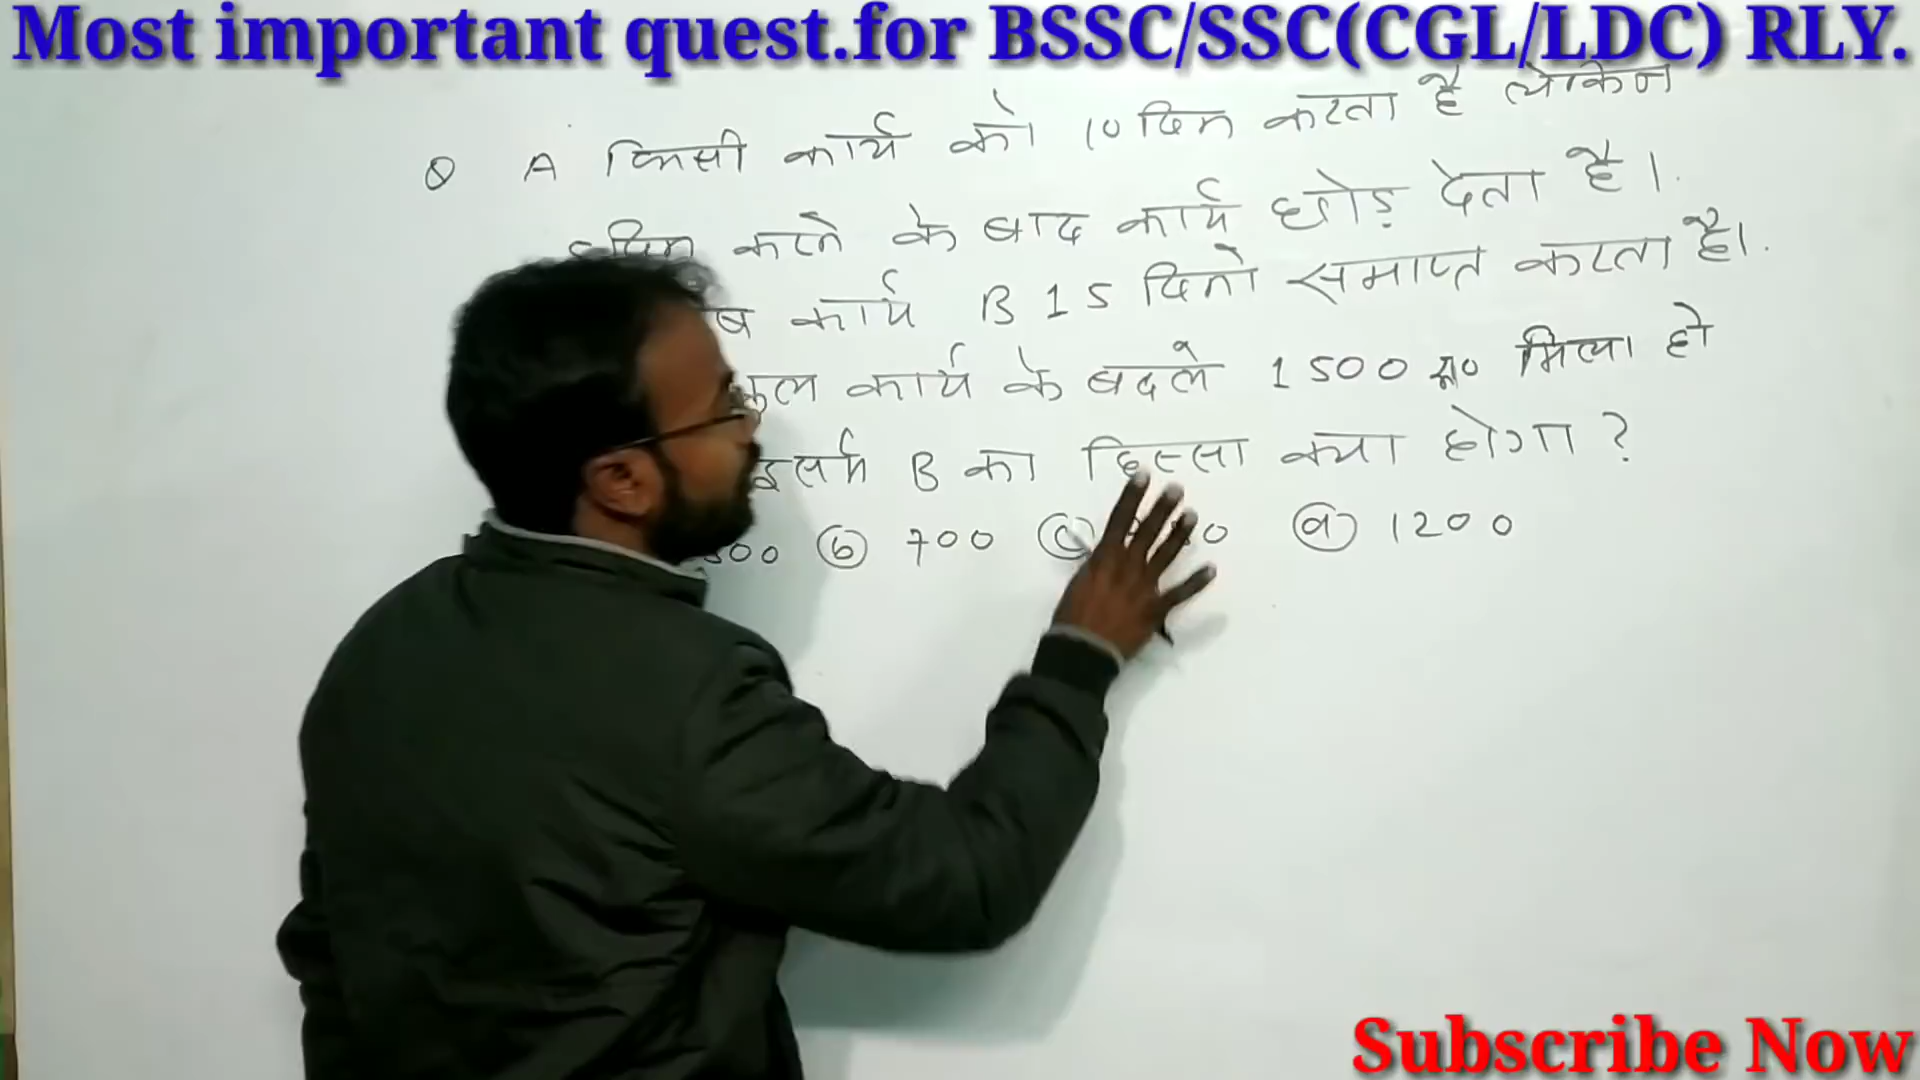 Most important quest.for BSSC/SSC(CGL/LDC) RLY.
Q A किसी कार्य को 10 दिन करता है लेकिन
दिन करने के बाद कार्य छोड़ देता है।
कार्य B 15 दिनो समाप्त करता है।
कुल कार्य के बदले 1500 रू० मिला हो
इसमें B का हिस्सा क्या होगा ?
ⓑ 700 ⓒ ⓓ 1200
Subscribe Now